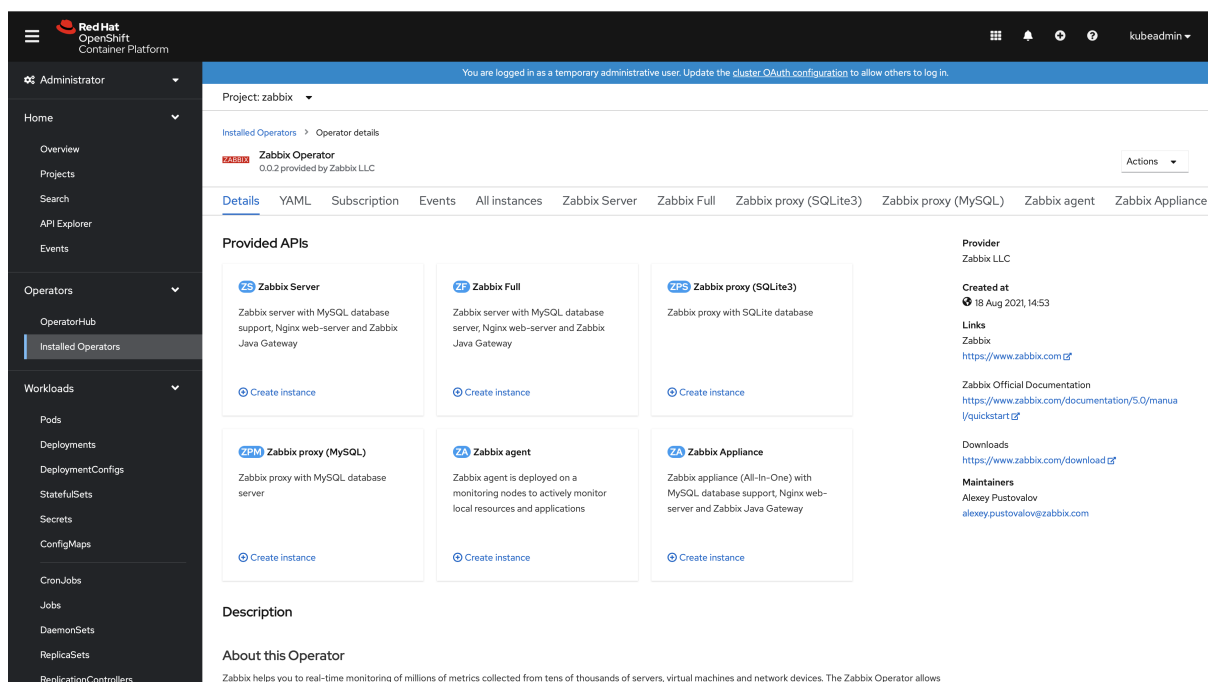 Red Hat
OpenShift
Container Platform
kubeadmin
Administrator
You are logged in as a temporary administrative user. Update the cluster OAuth configuration to allow others to log in.
Project: zabbix
Home
Overview
Projects
Search
API Explorer
Events
Operators
OperatorHub
Installed Operators
Workloads
Pods
Deployments
DeploymentConfigs
StatefulSets
Secrets
ConfigMaps
CronJobs
Jobs
DaemonSets
ReplicaSets
ReplicationControllers
Installed Operators > Operator details
ZABBIX
Zabbix Operator
0.0.2 provided by Zabbix LLC
Actions
Details YAML Subscription Events All instances Zabbix Server Zabbix Full Zabbix proxy (SQLite3) Zabbix proxy (MySQL) Zabbix agent Zabbix Appliance
Provided APIs
ZS Zabbix Server
Zabbix server with MySQL database
support, Nginx web-server and Zabbix
Java Gateway
Create instance
ZF Zabbix Full
Zabbix server with MySQL database
server, Nginx web-server and Zabbix
Java Gateway
Create instance
ZPS Zabbix proxy (SQLite3)
Zabbix proxy with SQLite database
Create instance
ZPM Zabbix proxy (MySQL)
Zabbix proxy with MySQL database
server
Create instance
ZA Zabbix agent
Zabbix agent is deployed on a
monitoring nodes to actively monitor
local resources and applications
Create instance
ZA Zabbix Appliance
Zabbix appliance (All-In-One) with
MySQL database support, Nginx web-
server and Zabbix Java Gateway
Create instance
Provider
Zabbix LLC
Created at
18 Aug 2021, 14:53
Links
Zabbix
https://www.zabbix.com
Zabbix Official Documentation
https://www.zabbix.com/documentation/5.0/manua
l/quickstart
Downloads
https://www.zabbix.com/download
Maintainers
Alexey Pustovalov
alexey.pustovalov@zabbix.com
Description
About this Operator
Zabbix helps you to real-time monitoring of millions of metrics collected from tens of thousands of servers, virtual machines and network devices. The Zabbix Operator allows